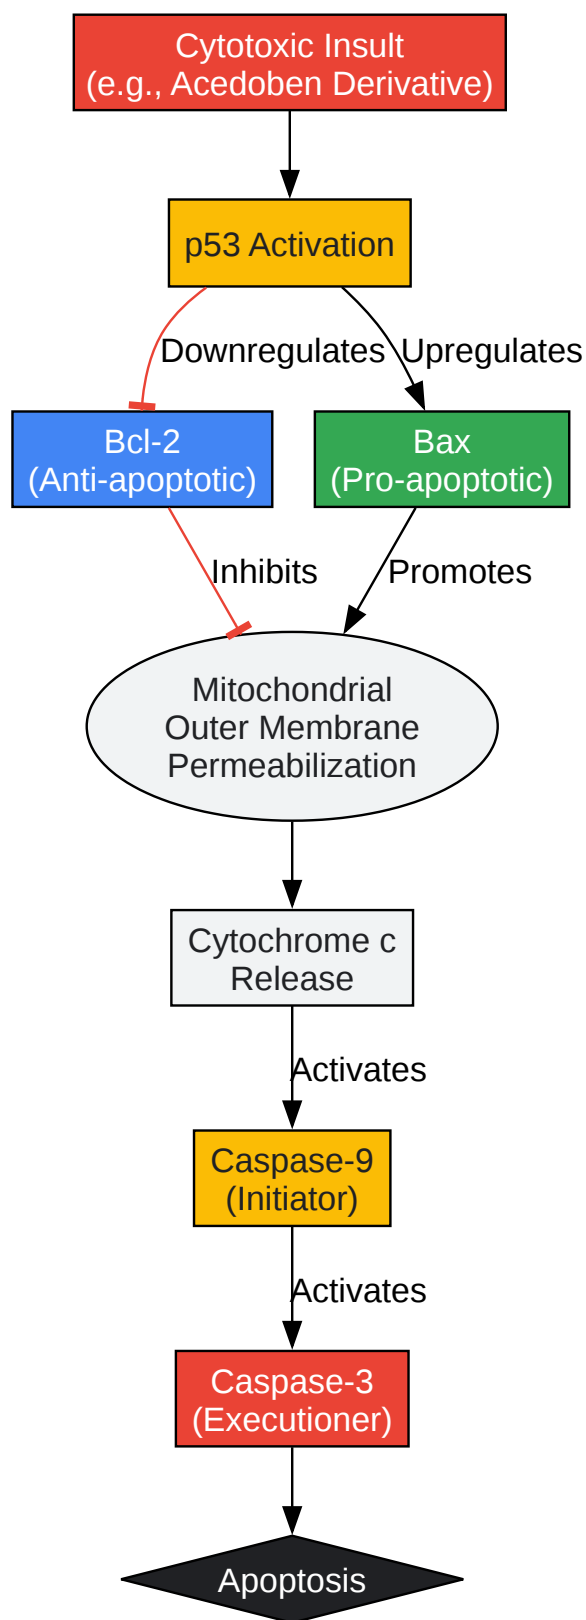 Cytotoxic Insult
(e.g., Acedoben Derivative)
p53 Activation
Downregulates
Upregulates
Bcl-2
(Anti-apoptotic)
Bax
(Pro-apoptotic)
Inhibits
Promotes
Mitochondrial
Outer Membrane
Permeabilization
Cytochrome c
Release
Activates
Caspase-9
(Initiator)
Activates
Caspase-3
(Executioner)
Apoptosis